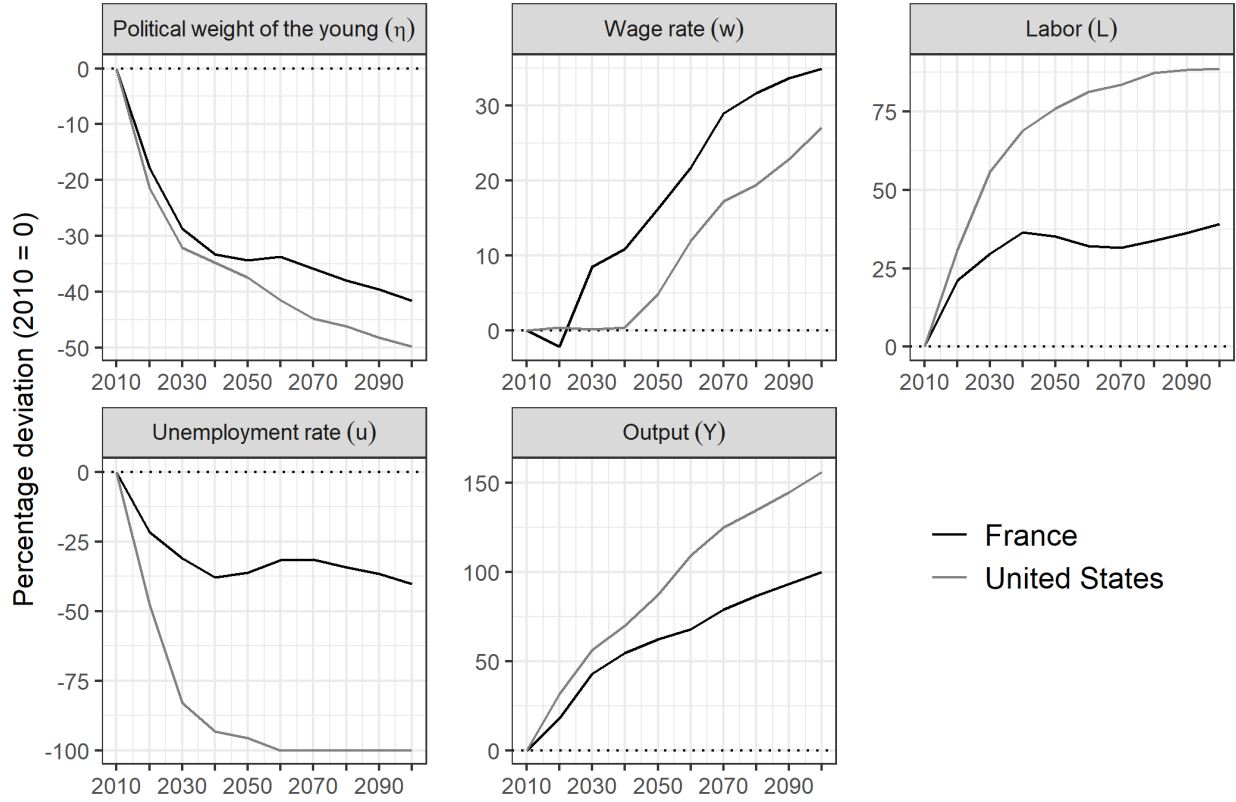 Political weight of the young (η)
Wage rate (w)
Labor (L)
Percentage deviation (2010 = 0)
0
-10
-20
-30
-40
-50
2010 2030 2050 2070 2090
30
20
10
0
2010 2030 2050 2070 2090
75
50
25
0
2010 2030 2050 2070 2090
Unemployment rate (u)
Output (Y)
0
-25
-50
-75
-100
2010 2030 2050 2070 2090
150
100
50
0
2010 2030 2050 2070 2090
France
United States